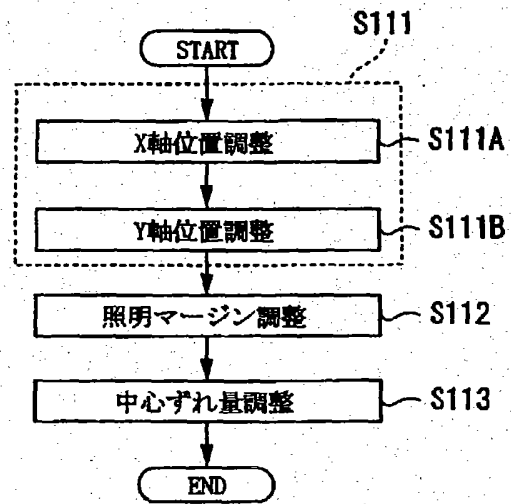 S111
START
X軸位置調整
S111A
Y軸位置調整
S111B
照明マージン調整
S112
中心ずれ量調整
S113
END